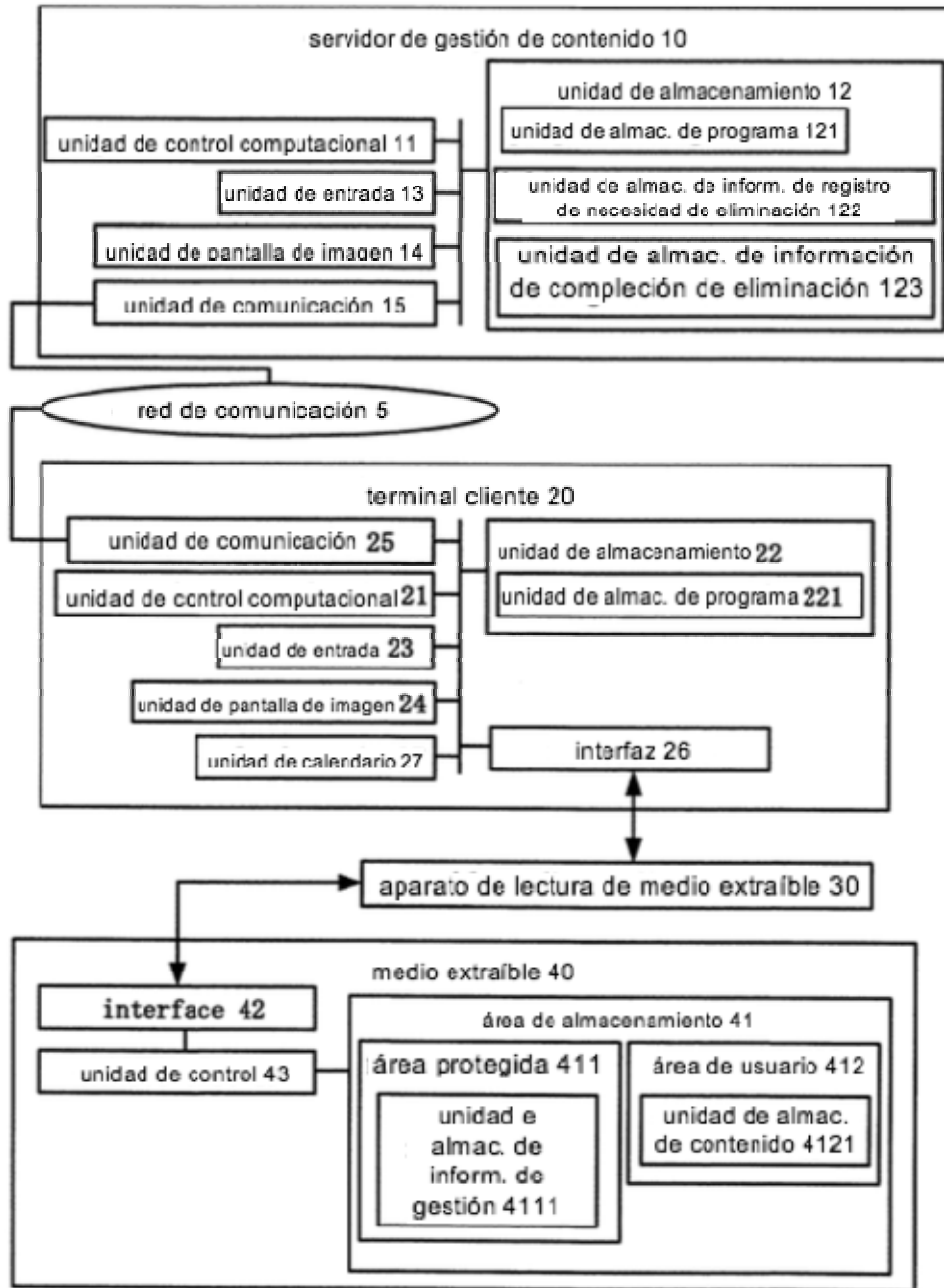 servidor de gestión de contenido 10
unidad de almacenamiento 12
unidad de almac. de programa 121
unidad de control computacional 11
unidad de entrada 13
unidad de almac. de inform. de registro
de necesidad de eliminación 122
unicad de pantalla de imagen 14
unidad de almac. de información
de compleción de eliminación 123
unidad de comunicación 15
red de comunicación 5
terminal cliente 20
unidad de comunicación 25
unidad de almacenamiento 22
unidad de control computacional 21
unidad de almac. de programa 221
unidad de entrada 23
unidad de pantalla de imagen 24
unidad de calendario 27
interfaz 26
aparato de lectura de medio extraíble 30
medio extraíble 40
interface 42
área de almacenamiento 41
unidad de control 43
área protegida 411
área de usuario 412
unidad e
almac. de
inform. de
gestión 4111
unidad de almac.
de contenido 4121